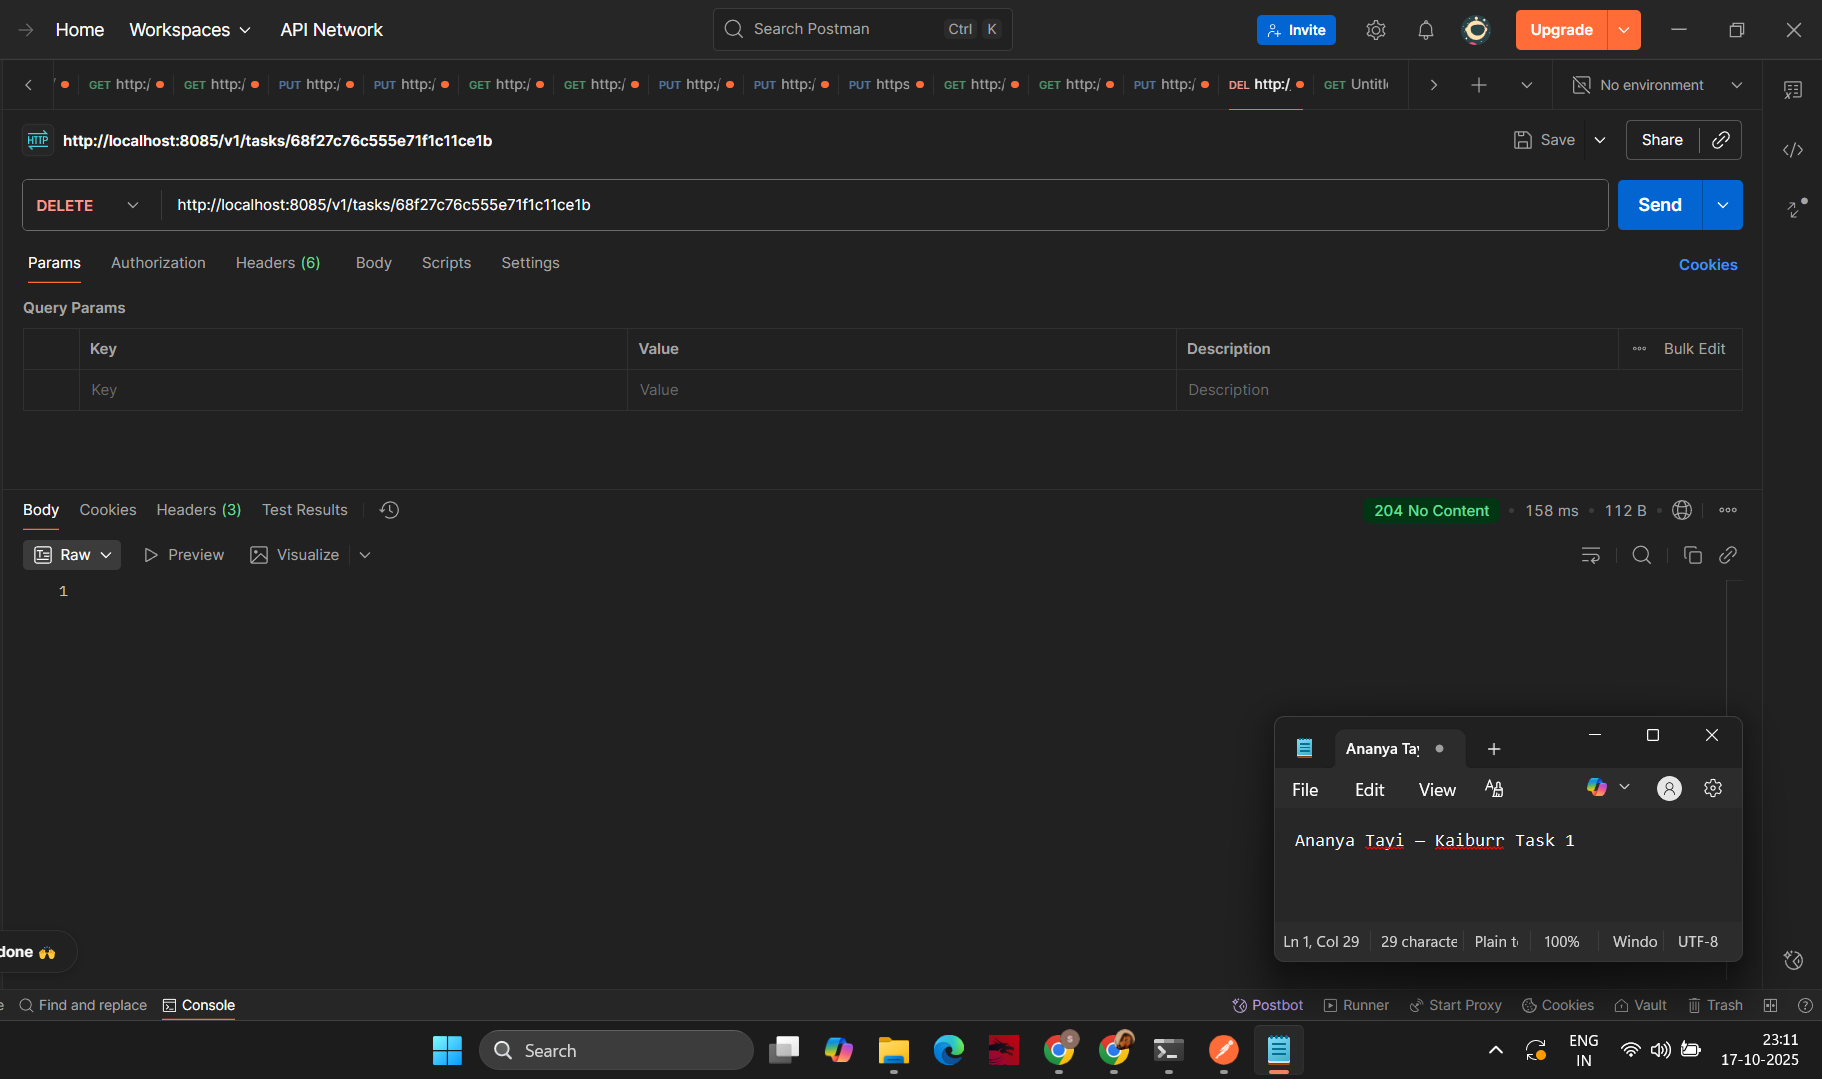 Home Workspaces API Network Search Postman Ctrl K Invite Upgrade
GET http:/ GET http:/ PUT http:/ PUT http:/ GET http:/ GET http:/ PUT http:/ PUT http:/ PUT https GET http:/ GET http:/ PUT http:/ DEL http:/ GET Untitl No environment
HTTP http://localhost:8085/v1/tasks/68f27c76c555e71f1c11ce1b Save Share
DELETE http://localhost:8085/v1/tasks/68f27c76c555e71f1c11ce1b Send
Params Authorization Headers (6) Body Scripts Settings Cookies
Query Params
Key Value Description Bulk Edit
Key Value Description
Body Cookies Headers (3) Test Results 204 No Content 158 ms 112 B
Raw Preview Visualize
1
Ananya Tay
File Edit View
Ananya Tayi – Kaiburr Task 1
Ln 1, Col 29 29 characte Plain t 100% Windo UTF-8
done 🙌
e Find and replace Console Postbot Runner Start Proxy Cookies Vault Trash
Search ENG IN 23:11
17-10-2025